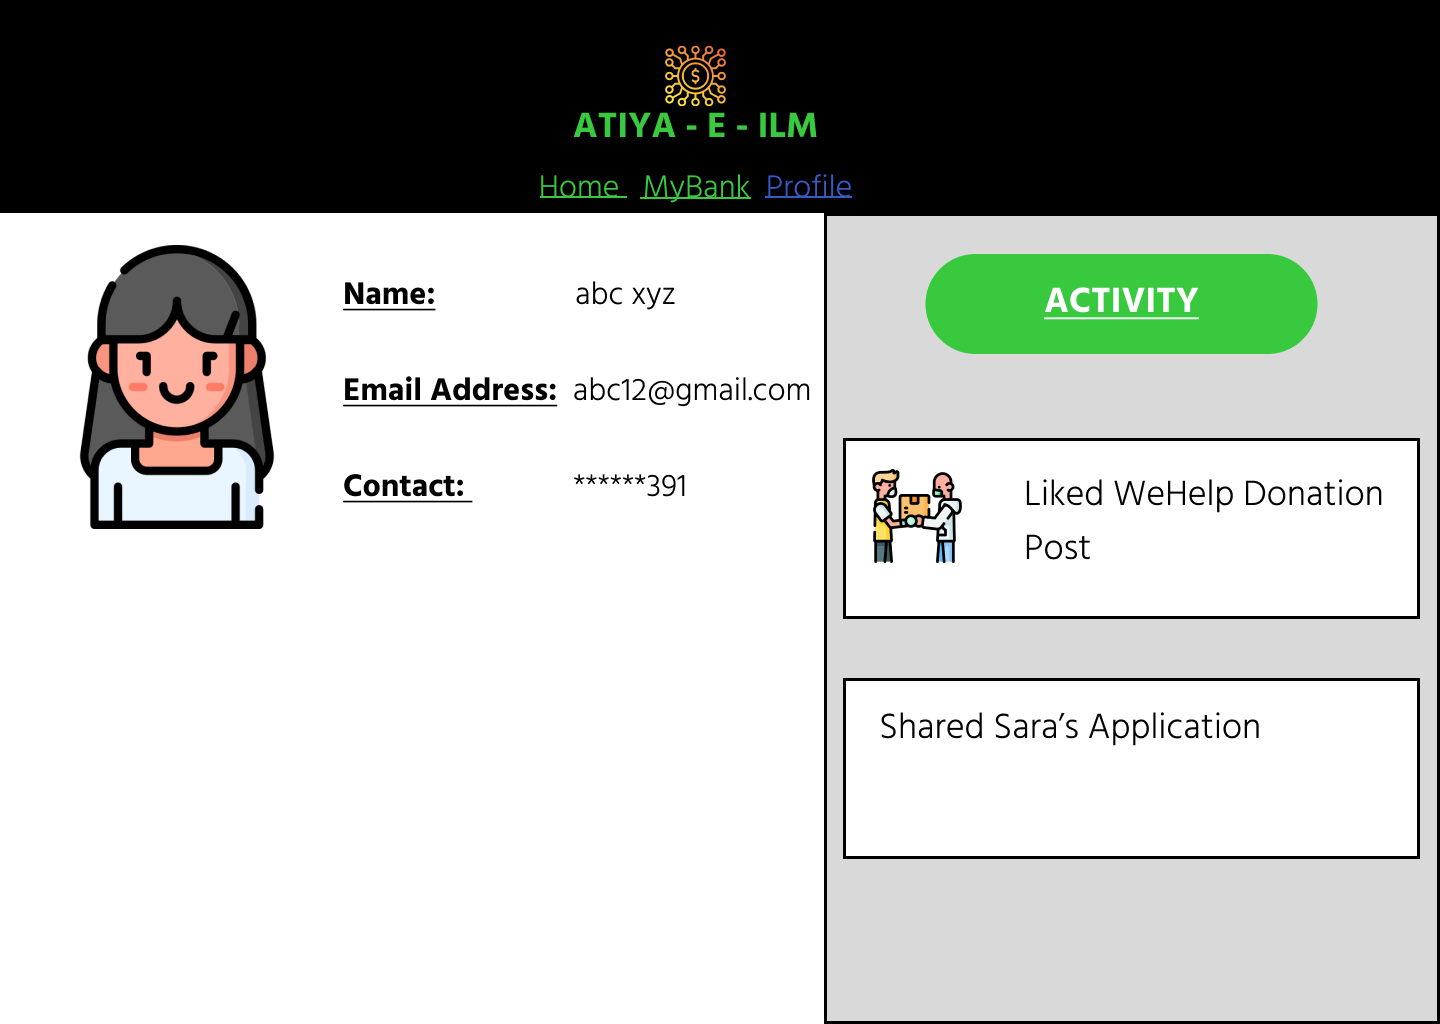 $
ATIYA - E - ILM
Home MyBank Profile
Name: abc xyz
Email Address: abc12@gmail.com
Contact: ******391
ACTIVITY
Liked WeHelp Donation
Post
Shared Sara’s Application